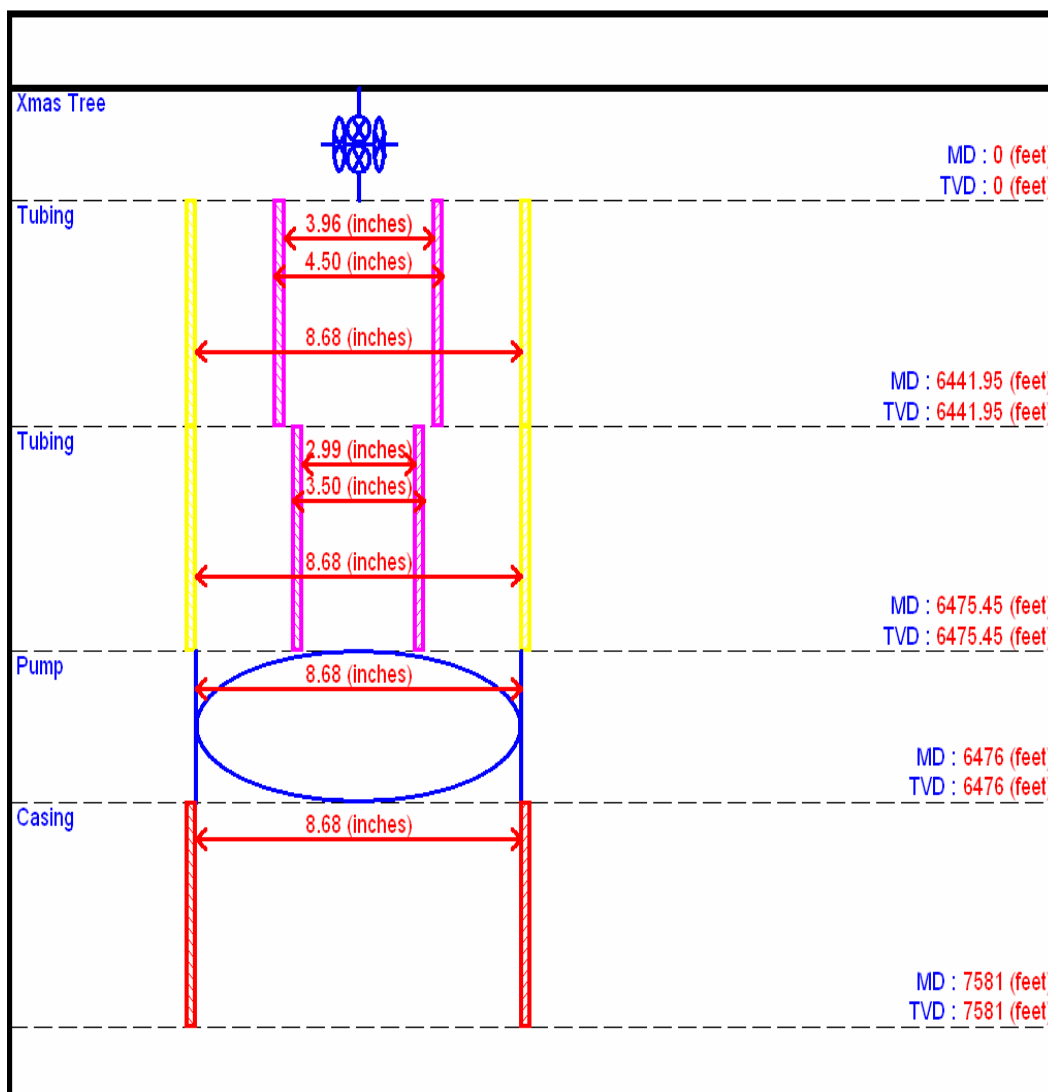 Xmas Tree
MD : 0 (feet)
TVD : 0 (feet)
Tubing
3.96 (inches)
4.50 (inches)
8.68 (inches)
MD : 6441.95 (feet)
TVD : 6441.95 (feet)
Tubing
2.99 (inches)
3.50 (inches)
8.68 (inches)
MD : 6475.45 (feet)
TVD : 6475.45 (feet)
Pump
8.68 (inches)
MD : 6476 (feet)
TVD : 6476 (feet)
Casing
8.68 (inches)
MD : 7581 (feet)
TVD : 7581 (feet)